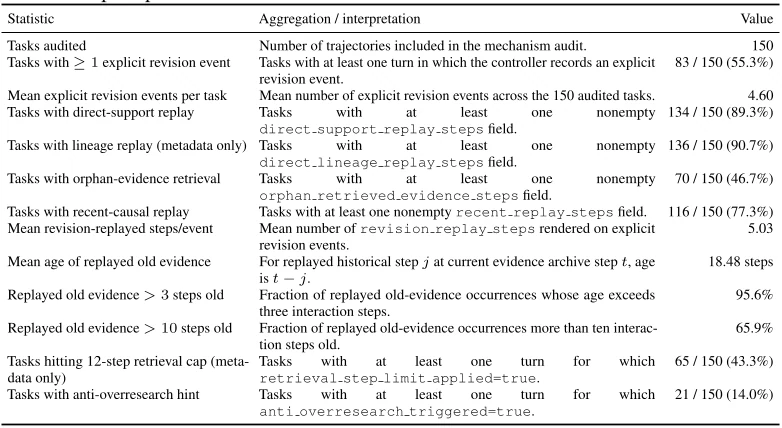 Statistic Aggregation / interpretation Value
Tasks audited Number of trajectories included in the mechanism audit. 150
Tasks with ≥ 1 explicit revision event Tasks with at least one turn in which the controller records an explicit 83 / 150 (55.3%)
revision event.
Mean explicit revision events per task Mean number of explicit revision events across the 150 audited tasks. 4.60
Tasks with direct-support replay Tasks with at least one nonempty 134 / 150 (89.3%)
direct_support_replay_steps field.
Tasks with lineage replay (metadata only) Tasks with at least one nonempty 136 / 150 (90.7%)
direct_lineage_replay_steps field.
Tasks with orphan-evidence retrieval Tasks with at least one nonempty 70 / 150 (46.7%)
orphan_retrieved_evidence_steps field.
Tasks with recent-causal replay Tasks with at least one nonempty recent_replay_steps field. 116 / 150 (77.3%)
Mean revision-replayed steps/event Mean number of revision_replay_steps rendered on explicit 5.03
revision events.
Mean age of replayed old evidence For replayed historical step j at current evidence archive step t, age 18.48 steps
is t − j.
Replayed old evidence > 3 steps old Fraction of replayed old-evidence occurrences whose age exceeds 95.6%
three interaction steps.
Replayed old evidence > 10 steps old Fraction of replayed old-evidence occurrences more than ten interac- 65.9%
tion steps old.
Tasks hitting 12-step retrieval cap (meta- Tasks with at least one turn for which 65 / 150 (43.3%)
data only) retrieval_step_limit_applied=true.
Tasks with anti-overresearch hint Tasks with at least one turn for which 21 / 150 (14.0%)
anti_overresearch_triggered=true.